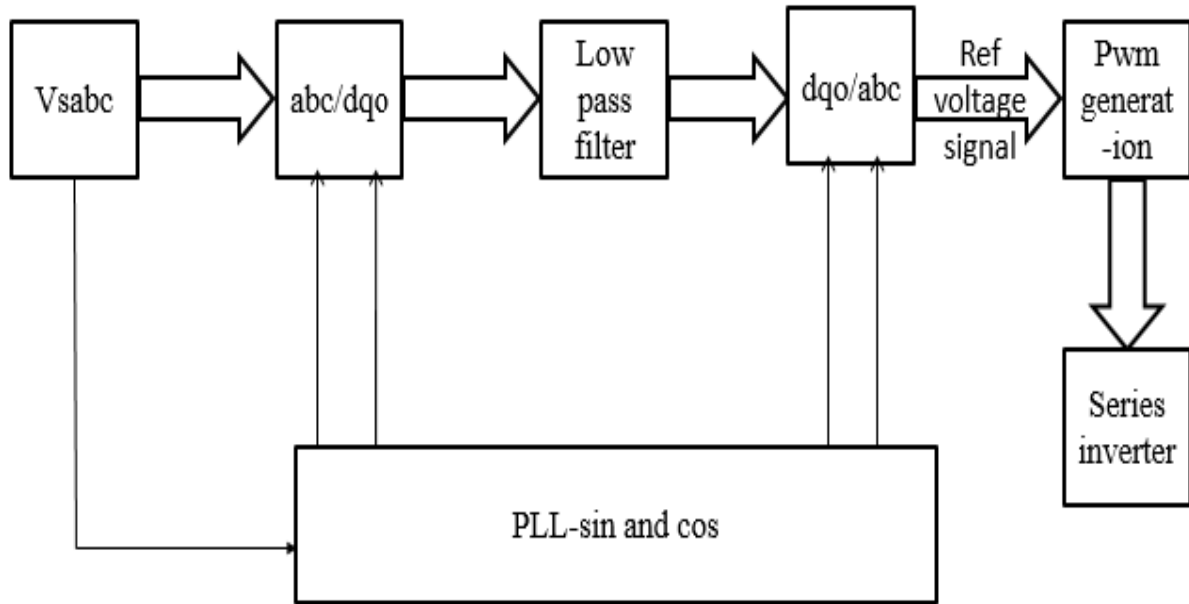 Vsabc
abc/dqo
Low
pass
filter
dqo/abc
Ref
voltage
signal
Pwm
generat
-ion
Series
inverter
PLL-sin and cos